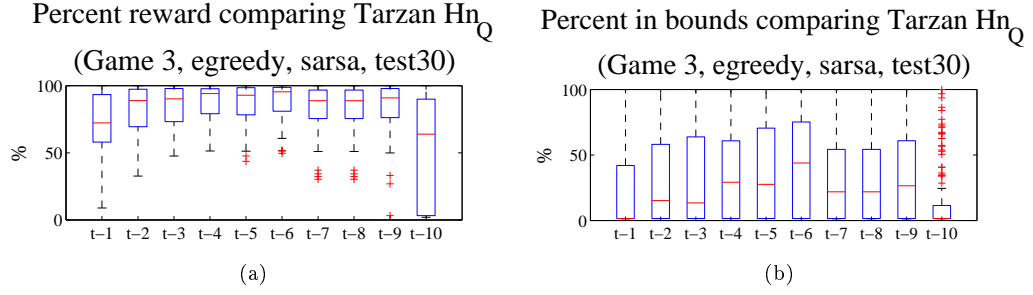 Percent reward comparing Tarzan Hn_Q
(Game 3, egreedy, sarsa, test30)
100
50
0
%
t−1 t−2 t−3 t−4 t−5 t−6 t−7 t−8 t−9 t−10
(a)
Percent in bounds comparing Tarzan Hn_Q
(Game 3, egreedy, sarsa, test30)
100
50
0
%
t−1 t−2 t−3 t−4 t−5 t−6 t−7 t−8 t−9 t−10
(b)